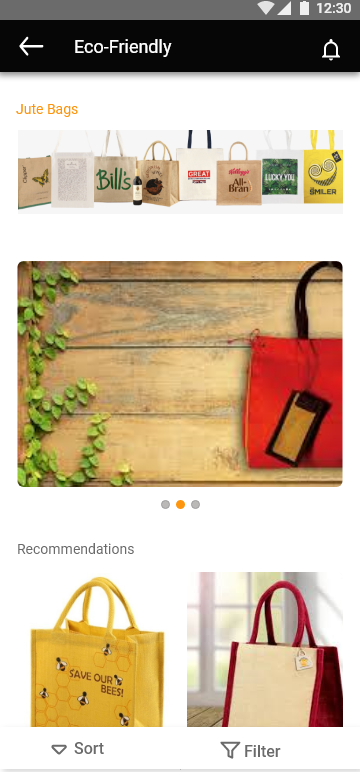 12:30
Eco-Friendly
Jute Bags
Bill's
GREAT
Kellogg's
All-
Bran
LUCKY YOU
SMILER
Recommendations
SAVE OUR
BEES!
Sort
Filter